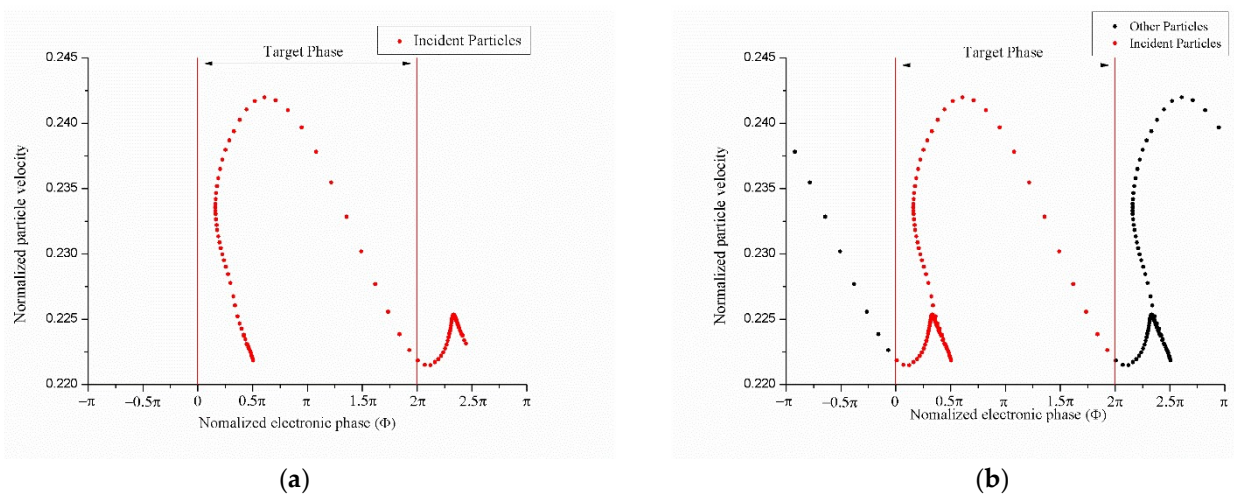 Incident Particles
Target Phase
0.245
0.240
0.235
0.230
0.225
0.220
Normalized particle velocity
−π
−0.5π
0
0.5π
π
1.5π
2π
2.5π
π
Nomalized electronic phase (Φ)
(a)
Other Particles
Incident Particles
Target Phase
0.245
0.240
0.235
0.230
0.225
0.220
Normalized particle velocity
−π
−0.5π
0
0.5π
π
1.5π
2π
2.5π
π
Nomalized electronic phase (Φ)
(b)